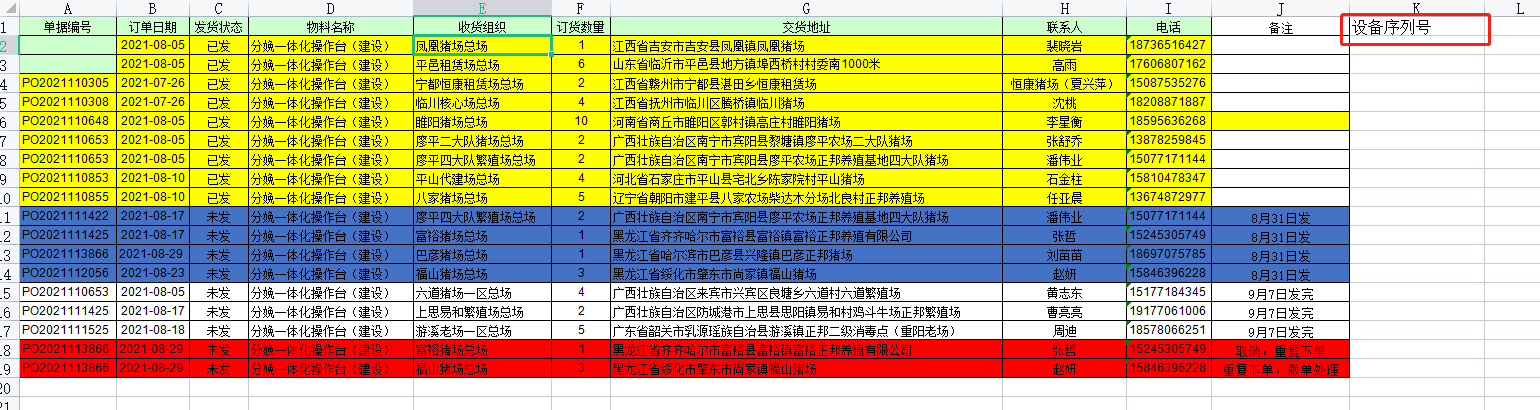 A B C D E F G H I J K L
1 单据编号 订单日期 发货状态 物料名称 收货组织 订货数量 交货地址 联系人 电话 备注 设备序列号
2 2021-08-05 已发 分娩一体化操作台（建设） 凤凰猪场总场 1 江西省吉安市吉安县凤凰镇凤凰猪场 裴晓岩 18736516427
3 2021-08-05 已发 分娩一体化操作台（建设） 平邑租赁场总场 6 山东省临沂市平邑县地方镇埠西桥村村委南1000米 高雨 17606807162
4 PO2021110305 2021-07-26 已发 分娩一体化操作台（建设） 宁都恒康租赁场总场 2 江西省赣州市宁都县湛田乡恒康租赁场 恒康猪场（夏兴萍） 15087535276
5 PO2021110308 2021-07-26 已发 分娩一体化操作台（建设） 临川核心场总场 4 江西省抚州市临川区腾桥镇临川猪场 沈桃 18208871887
6 PO2021110648 2021-08-05 已发 分娩一体化操作台（建设） 睢阳猪场总场 10 河南省商丘市睢阳区郭村镇高庄村睢阳猪场 李星衡 18595636268
7 PO2021110653 2021-08-05 已发 分娩一体化操作台（建设） 廖平二大队猪场总场 2 广西壮族自治区南宁市宾阳县黎塘镇廖平农场二大队猪场 张舒乔 13878259845
8 PO2021110653 2021-08-05 已发 分娩一体化操作台（建设） 廖平四大队繁殖场总场 2 广西壮族自治区南宁市宾阳县廖平农场正邦养殖基地四大队猪场 潘伟业 15077171144
9 PO2021110853 2021-08-10 已发 分娩一体化操作台（建设） 平山代建场总场 4 河北省石家庄市平山县宅北乡陈家院村平山猪场 石金柱 15810478347
10 PO2021110855 2021-08-10 已发 分娩一体化操作台（建设） 八家猪场总场 5 辽宁省朝阳市建平县八家农场柴达木分场北良村正邦养殖场 任亚晨 13674872977
11 PO2021111422 2021-08-17 未发 分娩一体化操作台（建设） 廖平四大队繁殖场总场 2 广西壮族自治区南宁市宾阳县廖平农场正邦养殖基地四大队猪场 潘伟业 15077171144 8月31日发
12 PO2021111425 2021-08-17 未发 分娩一体化操作台（建设） 富裕猪场总场 1 黑龙江省齐齐哈尔市富裕县富裕镇富裕正邦养殖有限公司 张哲 15245305749 8月31日发
13 PO2021113866 2021-08-29 未发 分娩一体化操作台（建设） 巴彦猪场总场 1 黑龙江省哈尔滨市巴彦县兴隆镇巴彦正邦猪场 刘苗苗 18697075785 8月31日发
14 PO2021112056 2021-08-23 未发 分娩一体化操作台（建设） 福山猪场总场 3 黑龙江省绥化市肇东市尚家镇福山猪场 赵妍 15846396228 8月31日发
15 PO2021110653 2021-08-05 未发 分娩一体化操作台（建设） 六道猪场一区总场 4 广西壮族自治区来宾市兴宾区良塘乡六道村六道繁殖场 黄志东 15177184345 9月7日发完
16 PO2021111425 2021-08-17 未发 分娩一体化操作台（建设） 上思易和繁殖场总场 2 广西壮族自治区防城港市上思县思阳镇易和村鸡斗牛场正邦繁殖场 曹亮亮 19177061006 9月7日发完
17 PO2021111525 2021-08-18 未发 分娩一体化操作台（建设） 游溪老场一区总场 5 广东省韶关市乳源瑶族自治县游溪镇正邦二级消毒点（重阳老场） 周迪 18578066251 9月7日发完
18 PO2021113866 2021-08-29 未发 分娩一体化操作台（建设） 富裕猪场总场 1 黑龙江省齐齐哈尔市富裕县富裕镇富裕正邦养殖有限公司 张哲 15245305749 取消，重复下单
19 PO2021113866 2021-08-29 未发 分娩一体化操作台（建设） 福山猪场总场 3 黑龙江省绥化市肇东市尚家镇福山猪场 赵妍 15846396228 重复下单，撤单处理
20
21